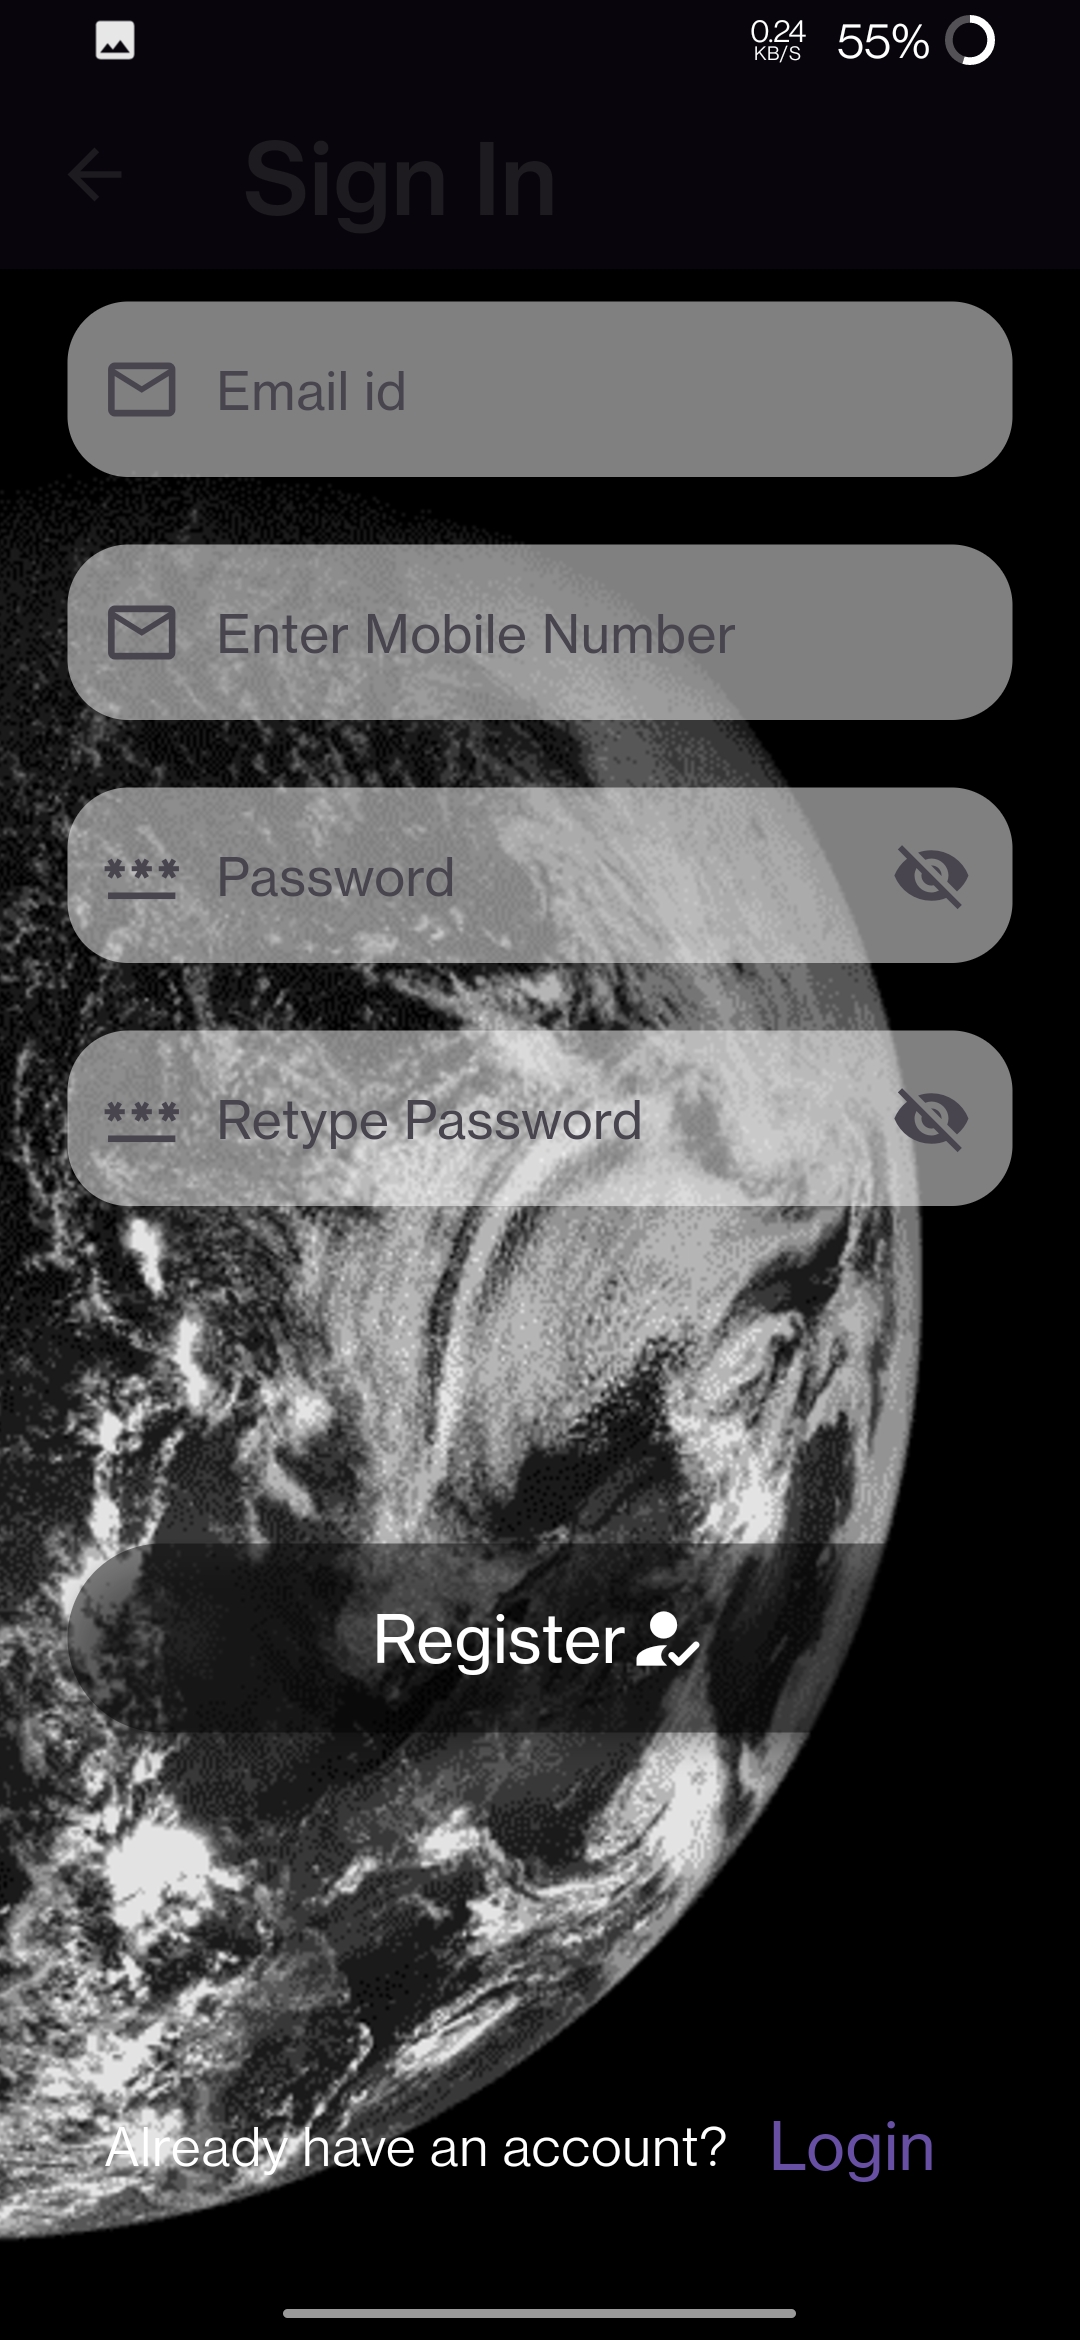 0.24
KB/S
55%
Sign In
Email id
Enter Mobile Number
Password
Retype Password
Register
Already have an account? Login